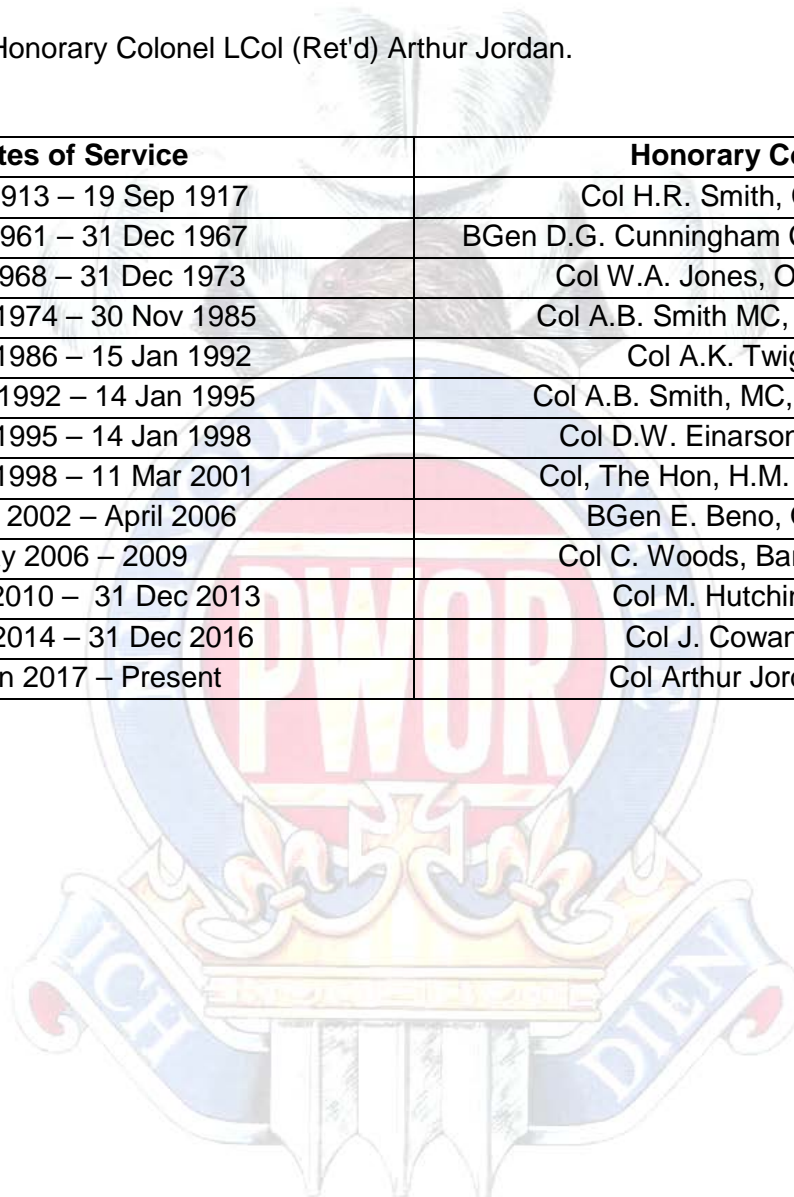 Honorary Colonel LCol (Ret'd) Arthur Jordan.
tes of Service Honorary Co
913 – 19 Sep 1917 Col H.R. Smith,
961 – 31 Dec 1967 BGen D.G. Cunningham
968 – 31 Dec 1973 Col W.A. Jones, O
1974 – 30 Nov 1985 Col A.B. Smith MC,
1986 – 15 Jan 1992 Col A.K. Twig
1992 – 14 Jan 1995 Col A.B. Smith, MC,
1995 – 14 Jan 1998 Col D.W. Einarson
1998 – 11 Mar 2001 Col, The Hon, H.M.
2002 – April 2006 BGen E. Beno,
y 2006 – 2009 Col C. Woods, Bar
2010 – 31 Dec 2013 Col M. Hutchin
2014 – 31 Dec 2016 Col J. Cowan
n 2017 – Present Col Arthur Jord
PWOR
ICH DIEN